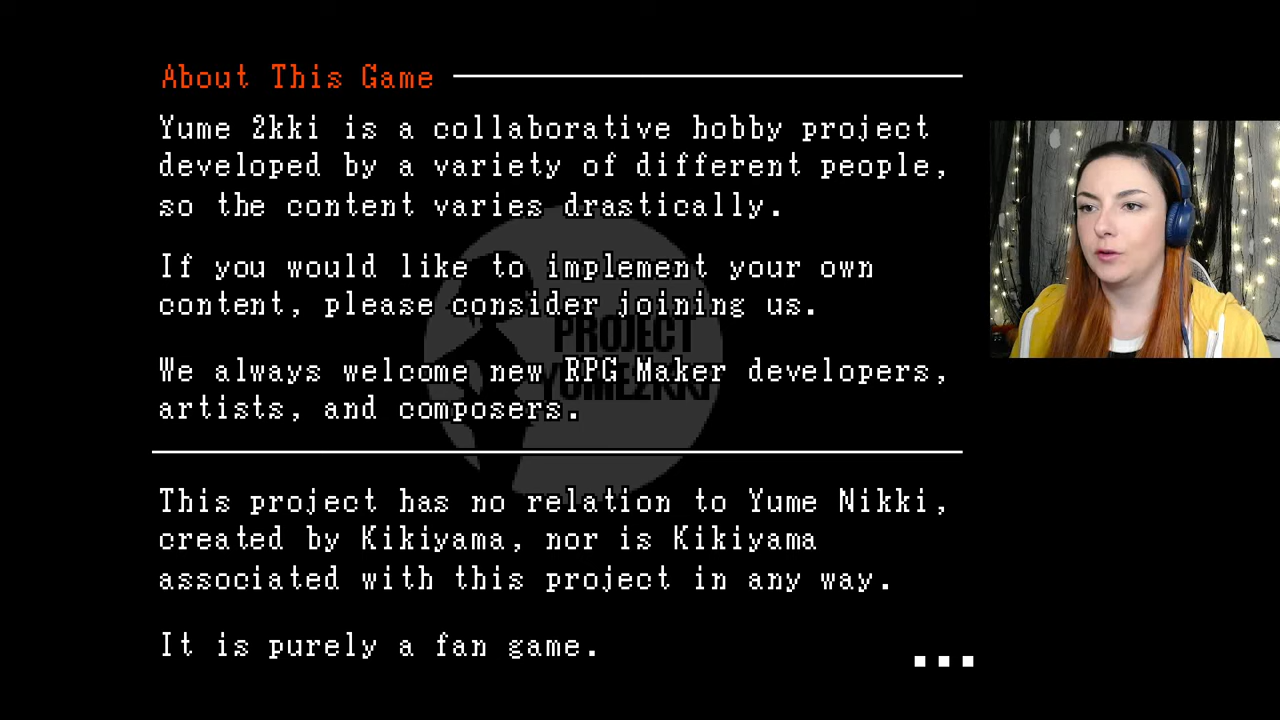 About This Game
Yume 2kki is a collaborative hobby project
developed by a variety of different people,
so the content varies drastically.
If you would like to implement your own
content, please consider joining us.
PROJECT
YUME2KKI
We always welcome new RPG Maker developers,
artists, and composers.
This project has no relation to Yume Nikki,
created by Kikiyama, nor is Kikiyama
associated with this project in any way.
It is purely a fan game.
...